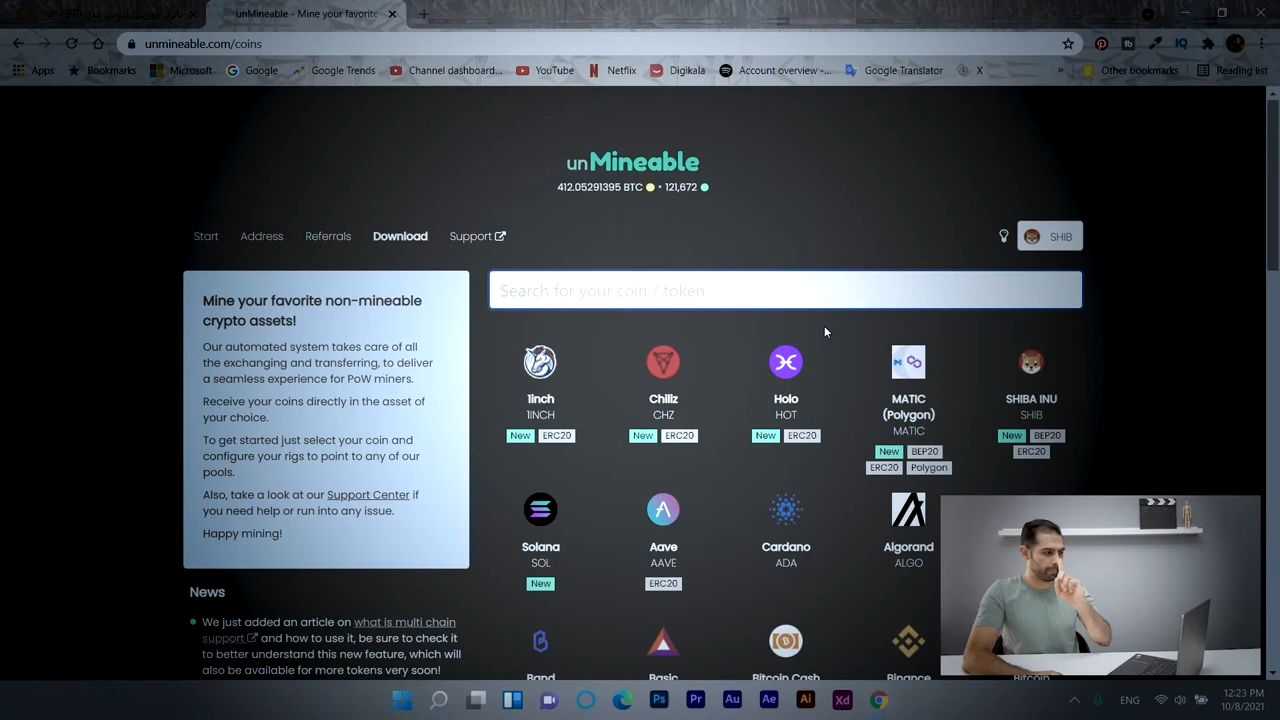 unMineable - Mine your favorite
unmineable.com/coins
Apps
Bookmarks
Microsoft
Google
Google Trends
Channel dashboard...
YouTube
Netflix
Digikala
Account overview -...
Google Translator
X
»
Other bookmarks
Reading list
unMineable
412.05291395 BTC • 121,672
Start
Address
Referrals
Download
Support
SHIB
Mine your favorite non-mineable
crypto assets!
Our automated system takes care of all
the exchanging and transferring, to deliver
a seamless experience for PoW miners.
Receive your coins directly in the asset of
your choice.
To get started just select your coin and
configure your rigs to point to any of our
pools.
Also, take a look at our Support Center if
you need help or run into any issue.
Happy mining!
News
We just added an article on what is multi chain
support and how to use it, be sure to check it
to better understand this new feature, which will
also be available for more tokens very soon!
Search for your coin / token
1inch
1INCH
New ERC20
Chiliz
CHZ
New ERC20
Holo
HOT
New ERC20
MATIC
(Polygon)
MATIC
New BEP20
ERC20 Polygon
SHIBA INU
SHIB
New BEP20
ERC20
Solana
SOL
New
Aave
AAVE
ERC20
Cardano
ADA
Algorand
ALGO
Band
Basic
Bitcoin Cash
Binance
Bitcoin
Ps
Pr
Au
Ae
Ai
Xd
ENG
12:23 PM
10/8/2021